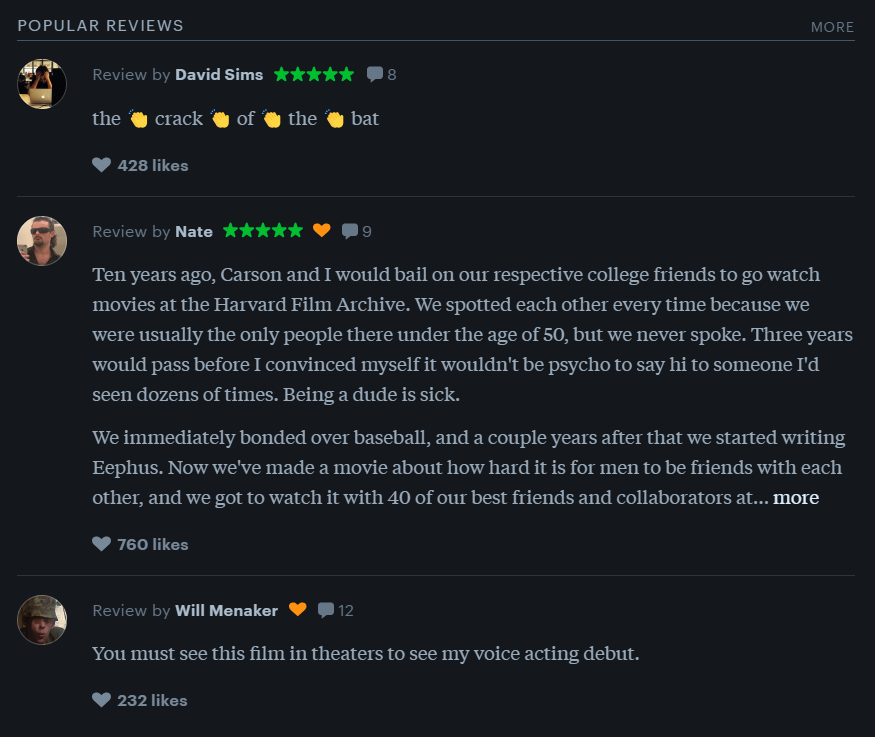 POPULAR REVIEWS MORE
Review by David Sims ★★★★★ 8
the 👏 crack 👏 of 👏 the 👏 bat
428 likes
Review by Nate ★★★★★ 🧡 9
Ten years ago, Carson and I would bail on our respective college friends to go watch
movies at the Harvard Film Archive. We spotted each other every time because we
were usually the only people there under the age of 50, but we never spoke. Three years
would pass before I convinced myself it wouldn't be psycho to say hi to someone I'd
seen dozens of times. Being a dude is sick.
We immediately bonded over baseball, and a couple years after that we started writing
Eephus. Now we've made a movie about how hard it is for men to be friends with each
other, and we got to watch it with 40 of our best friends and collaborators at... more
760 likes
Review by Will Menaker 🧡 12
You must see this film in theaters to see my voice acting debut.
232 likes